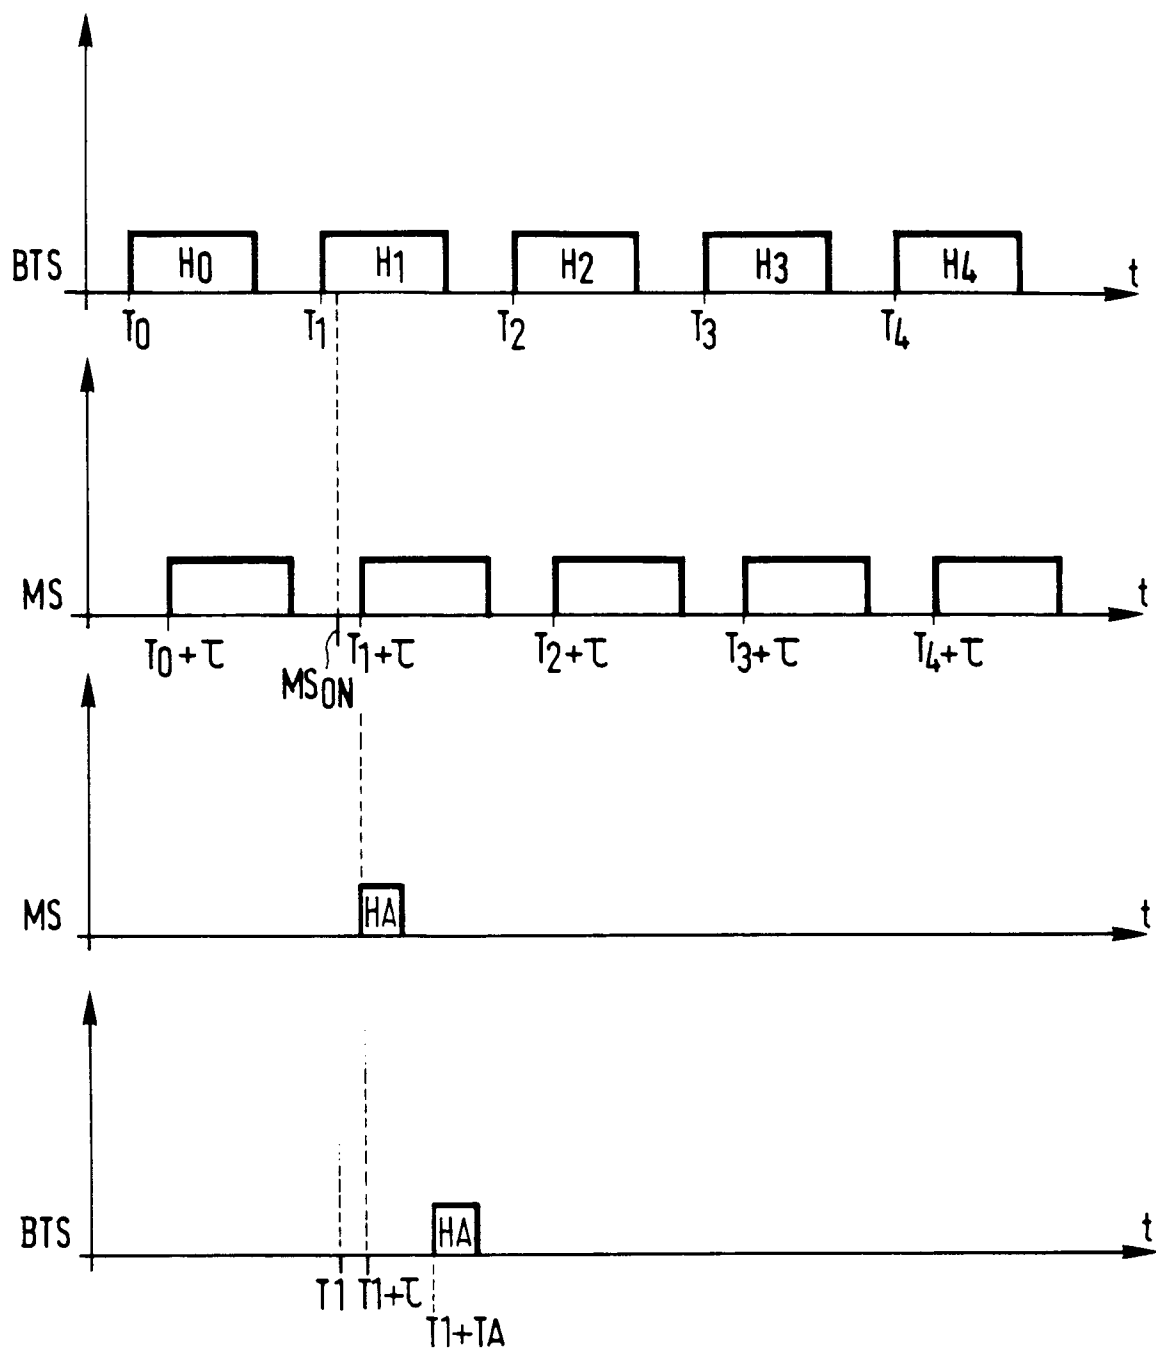 BTS H0 H1 H2 H3 H4 t
T0 T1 T2 T3 T4
MS t
T0+τ T1+τ T2+τ T3+τ T4+τ
MSON
MS HA t
BTS HA t
T1 T1+τ
T1+TA